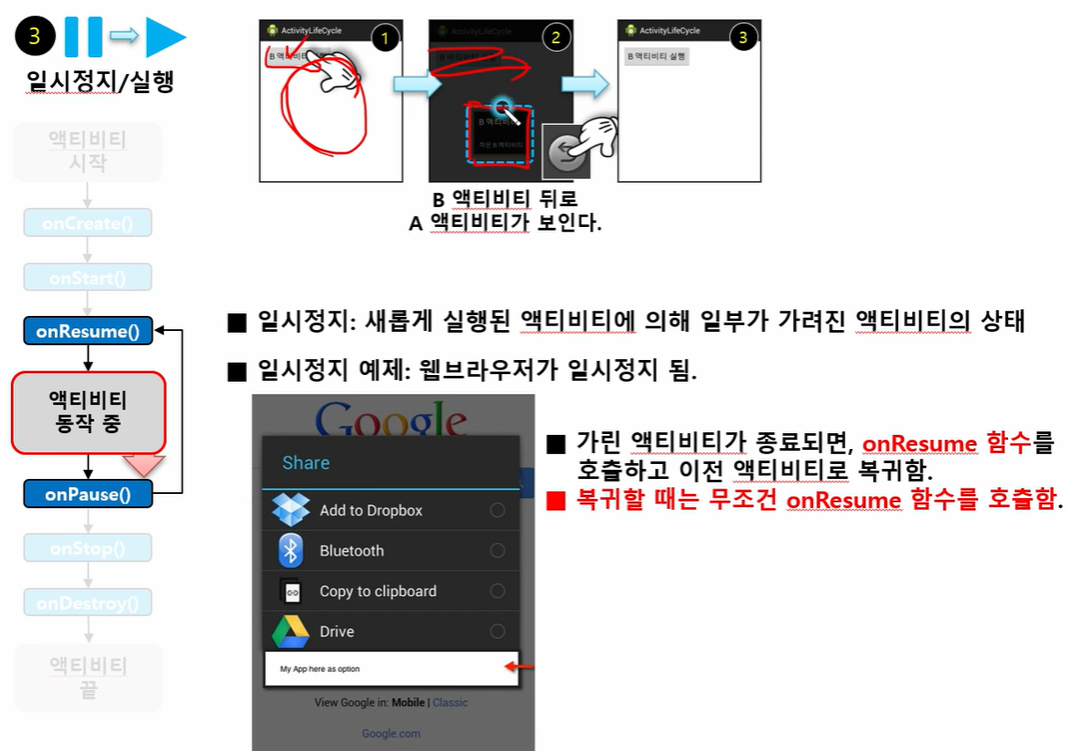 3
일시정지/실행
액티비티
시작
onCreate()
onStart()
onResume()
액티비티
동작 중
onPause()
onStop()
onDestroy()
액티비티
끝
ActivityLifeCycle
1
B 액티비티
ActivityLifeCycle
2
B 액티비티
ActivityLifeCycle
3
B 액티비티 실행
B 액티비티 뒤로
A 액티비티가 보인다.
■ 일시정지: 새롭게 실행된 액티비티에 의해 일부가 가려진 액티비티의 상태
■ 일시정지 예제: 웹브라우저가 일시정지 됨.
Google
Share
Add to Dropbox
Bluetooth
Copy to clipboard
Drive
My App here as option
View Google in: Mobile | Classic
Google.com
■ 가린 액티비티가 종료되면, onResume 함수를
호출하고 이전 액티비티로 복귀함.
■ 복귀할 때는 무조건 onResume 함수를 호출함.